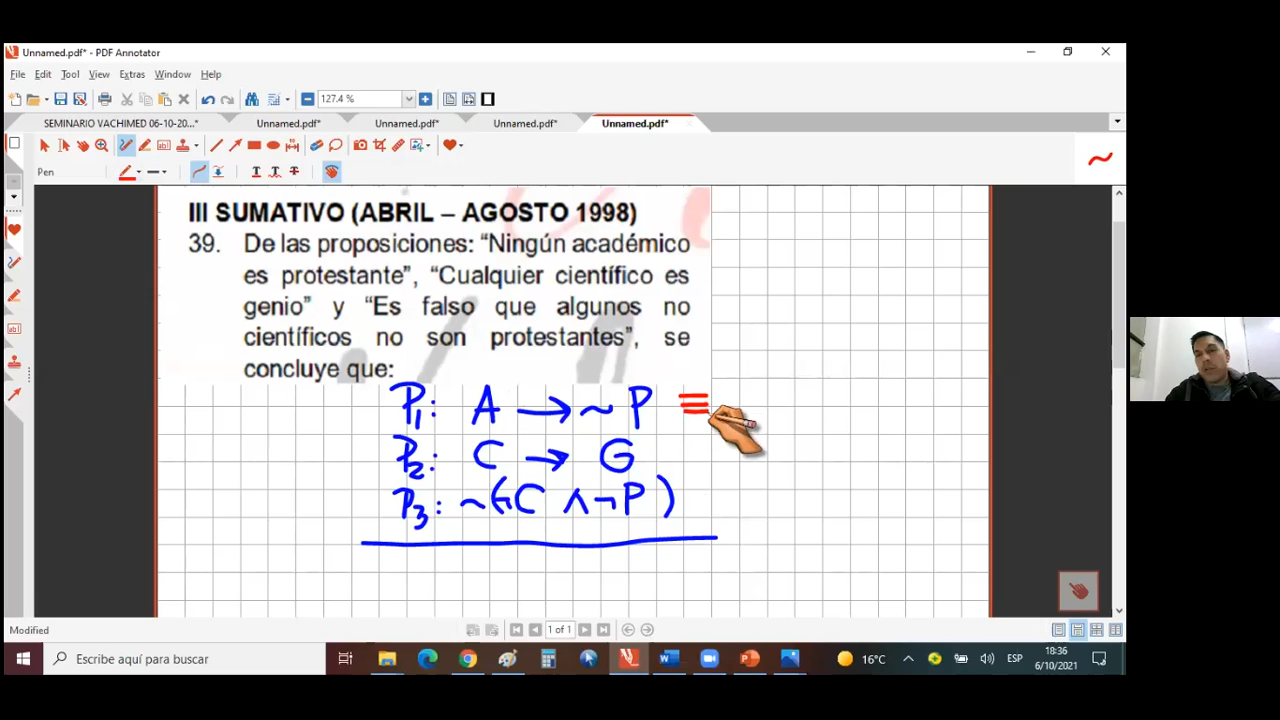 Unnamed.pdf* - PDF Annotator
File Edit Tool View Extras Window Help
127.4 %
SEMINARIO VACHIMED 06-10-20...* Unnamed.pdf* Unnamed.pdf* Unnamed.pdf* Unnamed.pdf*
Pen
III SUMATIVO (ABRIL – AGOSTO 1998)
39. De las proposiciones: “Ningún académico
es protestante”, “Cualquier científico es
genio” y “Es falso que algunos no
científicos no son protestantes”, se
concluye que:
P₁: A → ~ P ≡
P₂: C → G
P₃: ~(¬C ∧ ¬P)
Modified
1 of 1
Escribe aquí para buscar
16°C
ESP
18:36
6/10/2021